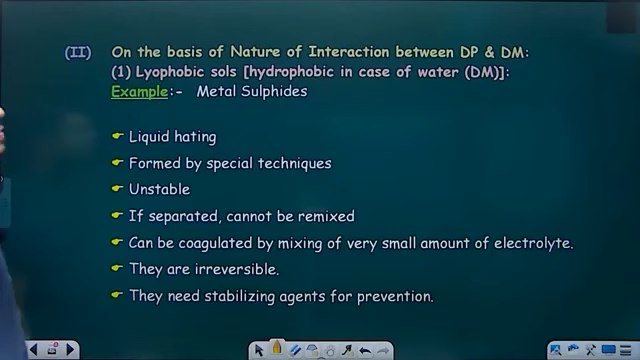 (II) On the basis of Nature of Interaction between DP & DM:
(1) Lyophobic sols [hydrophobic in case of water (DM)]:
Example:- Metal Sulphides
Liquid hating
Formed by special techniques
Unstable
If separated, cannot be remixed
Can be coagulated by mixing of very small amount of electrolyte.
They are irreversible.
They need stabilizing agents for prevention.